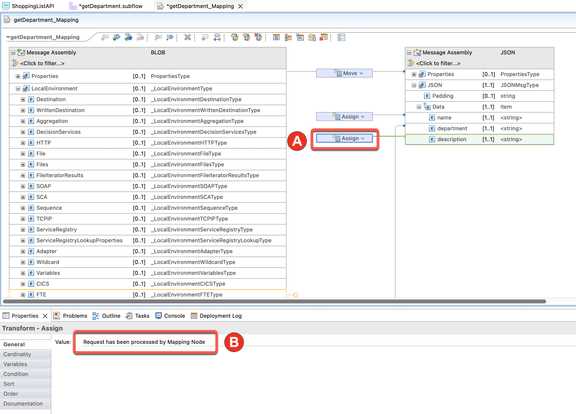 ShoppingListAPI *getDepartment.subflow *getDepartment_Mapping
getDepartment_Mapping
*getDepartment_Mapping
Message Assembly BLOB
<Click to filter...>
Properties [0..1] PropertiesType
LocalEnvironment [0..1] _LocalEnvironmentType
Destination [0..1] _LocalEnvironmentDestinationType
WrittenDestination [0..1] _LocalEnvironmentWrittenDestinationType
Aggregation [0..1] _LocalEnvironmentAggregationType
DecisionServices [0..1] _LocalEnvironmentDecisionServicesType
HTTP [0..1] _LocalEnvironmentHTTPType
File [0..1] _LocalEnvironmentFileType
Files [0..1] _LocalEnvironmentFilesType
FileIteratorResults [0..1] _LocalEnvironmentFileIteratorResultsType
SOAP [0..1] _LocalEnvironmentSOAPType
SCA [0..1] _LocalEnvironmentSCAType
Sequence [0..1] _LocalEnvironmentSequenceType
TCPIP [0..1] _LocalEnvironmentTCPIPType
ServiceRegistry [0..1] _LocalEnvironmentServiceRegistryType
ServiceRegistryLookupProperties [0..1] _LocalEnvironmentServiceRegistryLookupType
Adapter [0..1] _LocalEnvironmentAdapterType
Wildcard [0..1] _LocalEnvironmentWildcardType
Variables [0..1] _LocalEnvironmentVariablesType
CICS [0..1] _LocalEnvironmentCICSType
FTE [0..1] _LocalEnvironmentFTEType
Move
Assign
A
Assign
Message Assembly JSON
<Click to filter...>
Properties [0..1] PropertiesType
JSON [1..1] JSONMsgType
Padding [0..1] string
Data [1..1] Item
name [0..1] <string>
department [0..1] <string>
description [0..1] <string>
Properties Problems Outline Tasks Console Deployment Log
Transform - Assign
General
Cardinality
Variables
Condition
Sort
Order
Documentation
Value: Request has been processed by Mapping Node
B